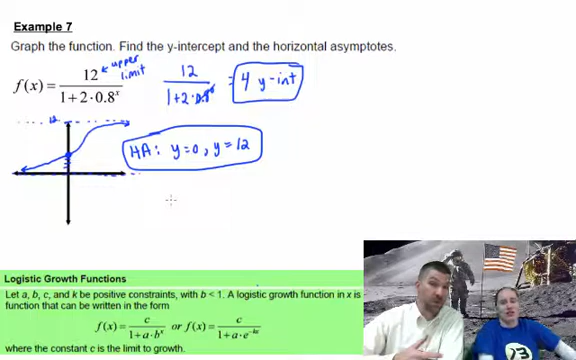 Example 7
Graph the function. Find the y-intercept and the horizontal asymptotes.
f(x) = 12 / (1+2·0.8^x)
upper limit
12 / (1+2·0.8^0) = 4 y-int
12
HA: y=0, y=12
Logistic Growth Functions
Let a, b, c, and k be positive constraints, with b < 1. A logistic growth function in x is
function that can be written in the form
f(x) = c / (1+a·b^x) or f(x) = c / (1+a·e^-kx)
where the constant c is the limit to growth.